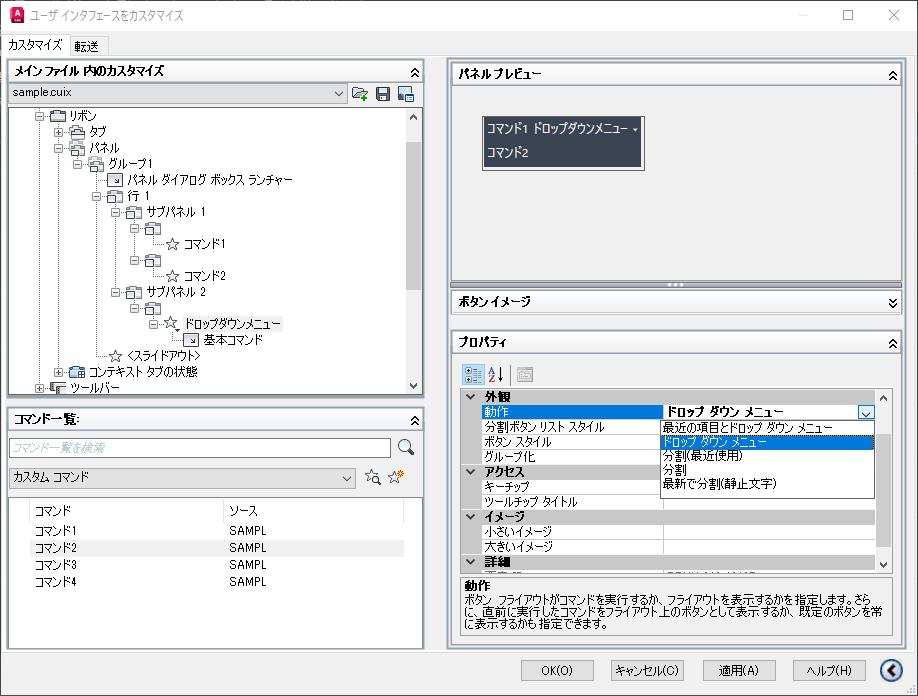 ユーザ インタフェースをカスタマイズ
カスタマイズ
転送
メイン ファイル 内のカスタマイズ
sample.cuix
リボン
タブ
パネル
グループ1
パネル ダイアログ ボックス ランチャー
行 1
サブパネル 1
コマンド1
コマンド2
サブパネル 2
ドロップダウンメニュー
基本コマンド
<スライドアウト>
コンテキスト タブの状態
ツールバー
コマンド一覧:
コマンド一覧を検索
カスタム コマンド
コマンド ソース
コマンド1 SAMPL
コマンド2 SAMPL
コマンド3 SAMPL
コマンド4 SAMPL
パネル プレビュー
コマンド1 ドロップダウンメニュー
コマンド2
ボタン イメージ
プロパティ
外観
動作 ドロップ ダウン メニュー
分割ボタン リスト スタイル
ボタン スタイル
グループ化
アクセス
キーチップ
ツールチップ タイトル
イメージ
小さいイメージ
大きいイメージ
詳細
最近の項目とドロップ ダウン メニュー
ドロップ ダウン メニュー
分割(最近使用)
分割
最新で分割(静止文字)
動作
ボタン フライアウトがコマンドを実行するか、フライアウトを表示するかを指定します。さら
に、直前に実行したコマンドをフライアウト上のボタンとして表示するか、既定のボタンを常
に表示するかも指定できます。
OK(O)
キャンセル(C)
適用(A)
ヘルプ(H)